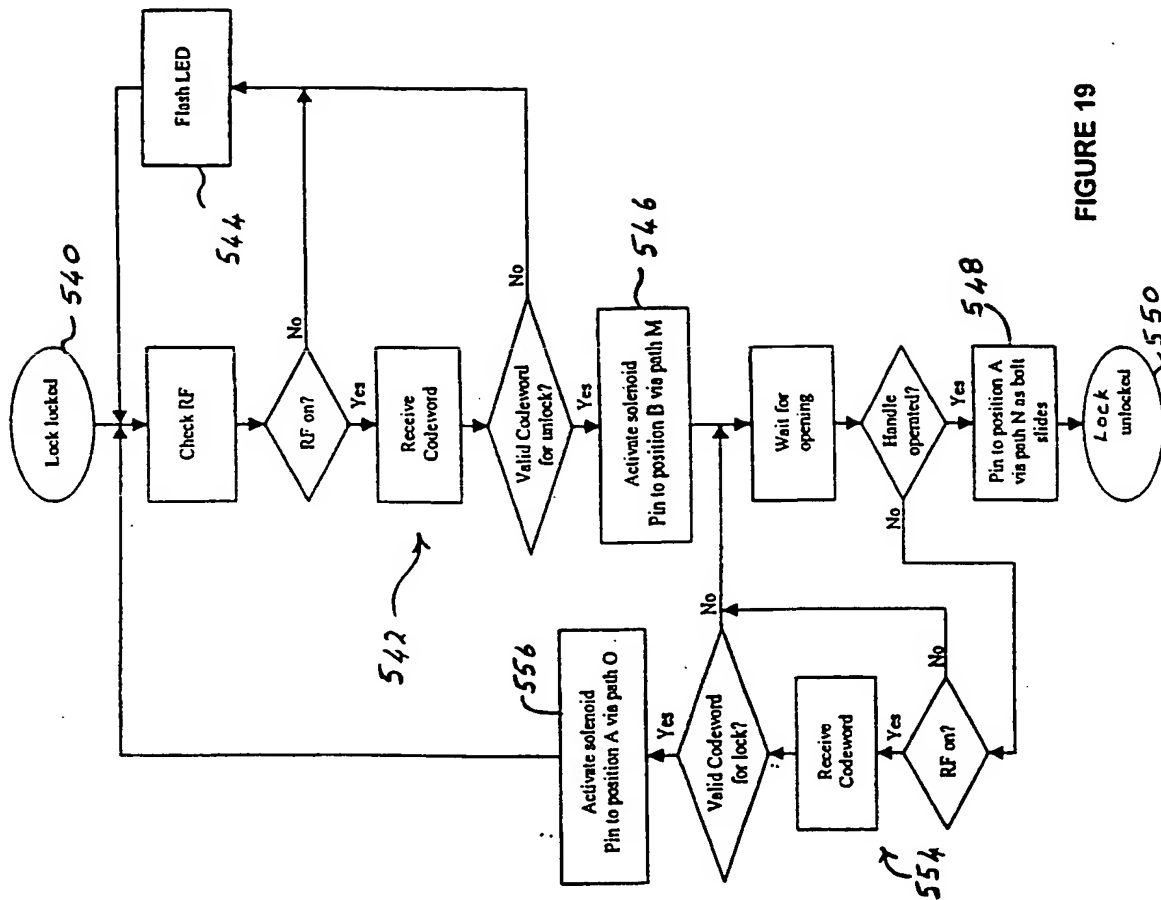 Lock locked
540
Flash LED
544
Check RF
RF on?
No
Yes
Receive
Codeword
542
Valid Codeword
for unlock?
No
Yes
Activate solenoid
Pin to position B via path M
546
Wait for
opening
Handle
operated?
No
Yes
Pin to position A
via path N as bolt
slides
548
Lock
unlocked
550
Activate solenoid
Pin to position A via path O
556
Valid Codeword
for lock?
No
Yes
Receive
Codeword
554
Yes
RF on?
No
FIGURE 19